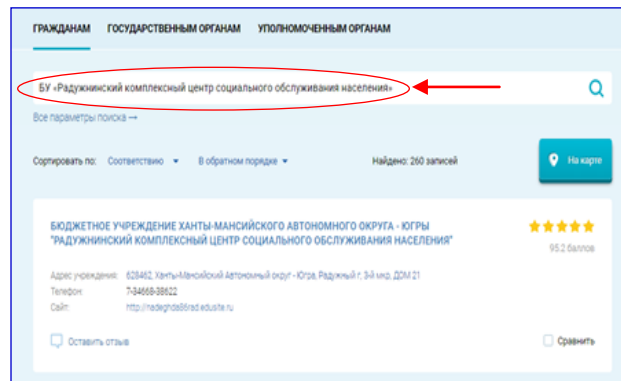 ГРАЖДАНАМ ГОСУДАРСТВЕННЫМ ОРГАНАМ УПОЛНОМОЧЕННЫМ ОРГАНАМ
БУ «Радужнинский комплексный центр социального обслуживания населения»
Все параметры поиска →
Сортировать по: Соответствию В обратном порядке Найдено: 260 записей На карте
БЮДЖЕТНОЕ УЧРЕЖДЕНИЕ ХАНТЫ-МАНСИЙСКОГО АВТОНОМНОГО ОКРУГА - ЮГРЫ
"РАДУЖНИНСКИЙ КОМПЛЕКСНЫЙ ЦЕНТР СОЦИАЛЬНОГО ОБСЛУЖИВАНИЯ НАСЕЛЕНИЯ"
95.2 баллов
Адрес учреждения: 628462, Ханты-Мансийский Автономный округ - Югра, Радужный г, 3-й мкр, ДОМ 21
Телефон: 7-34668-38622
Сайт: http://nadeghda86rad.edusite.ru
Оставить отзыв Сравнить